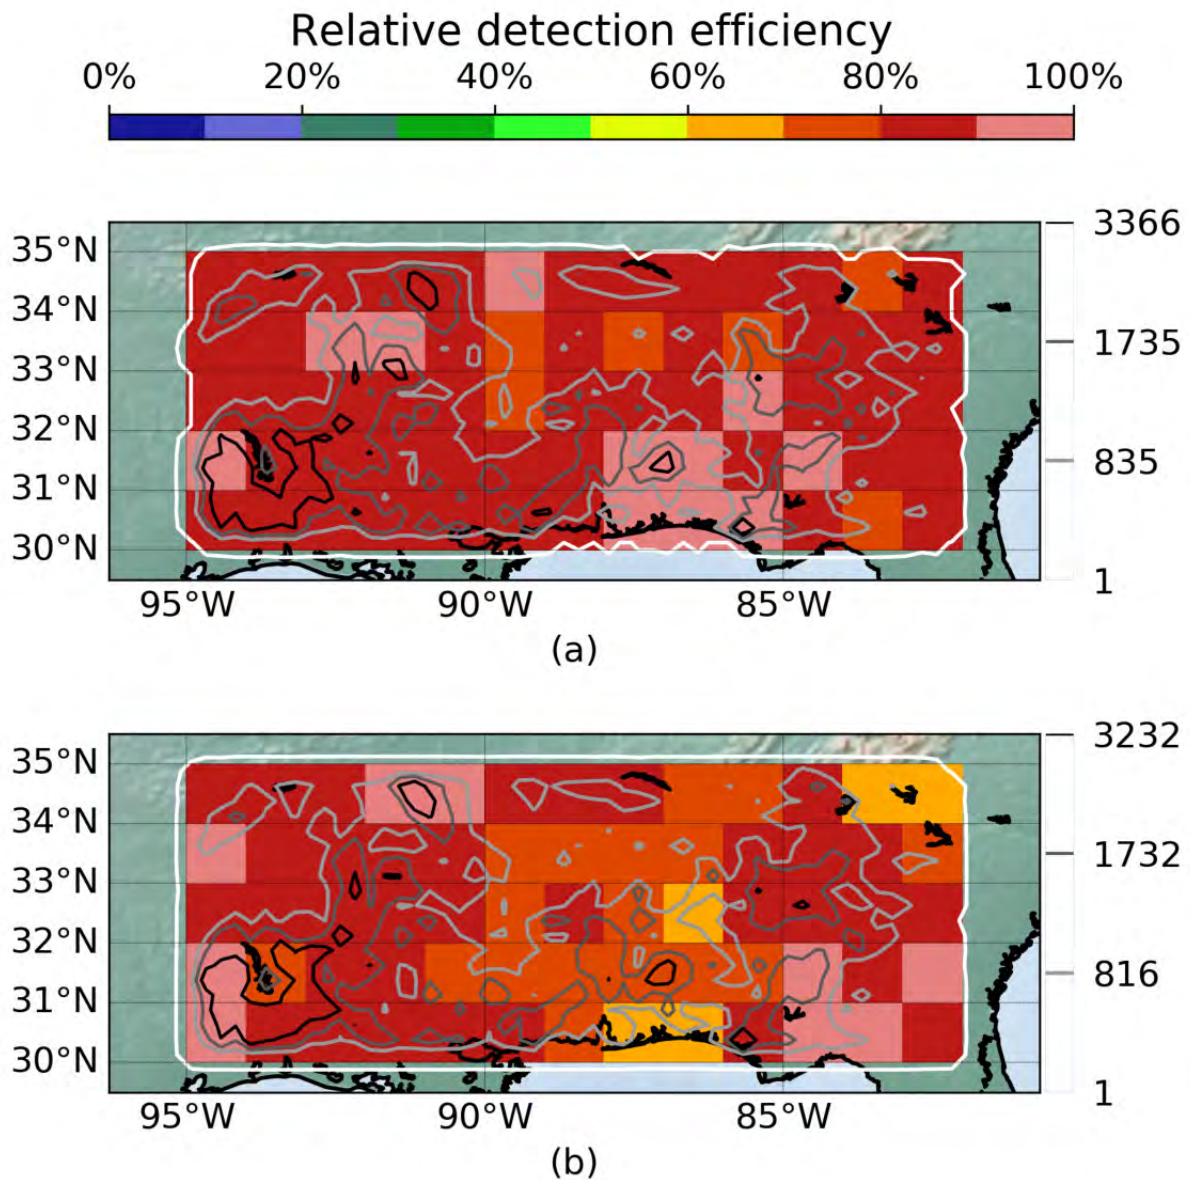 Relative detection efficiency
0% 20% 40% 60% 80% 100%
35°N
34°N
33°N
32°N
31°N
30°N
95°W 90°W 85°W
3366
1735
835
1
(a)
35°N
34°N
33°N
32°N
31°N
30°N
95°W 90°W 85°W
3232
1732
816
1
(b)